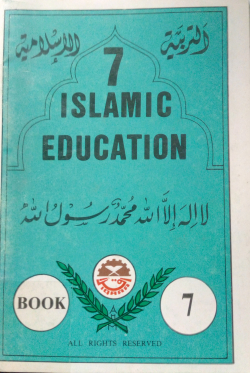 التربية الإسلامية
7
ISLAMIC
EDUCATION
لا إله إلا الله محمد رسول الله
BOOK 7
ALL RIGHTS RESERVED